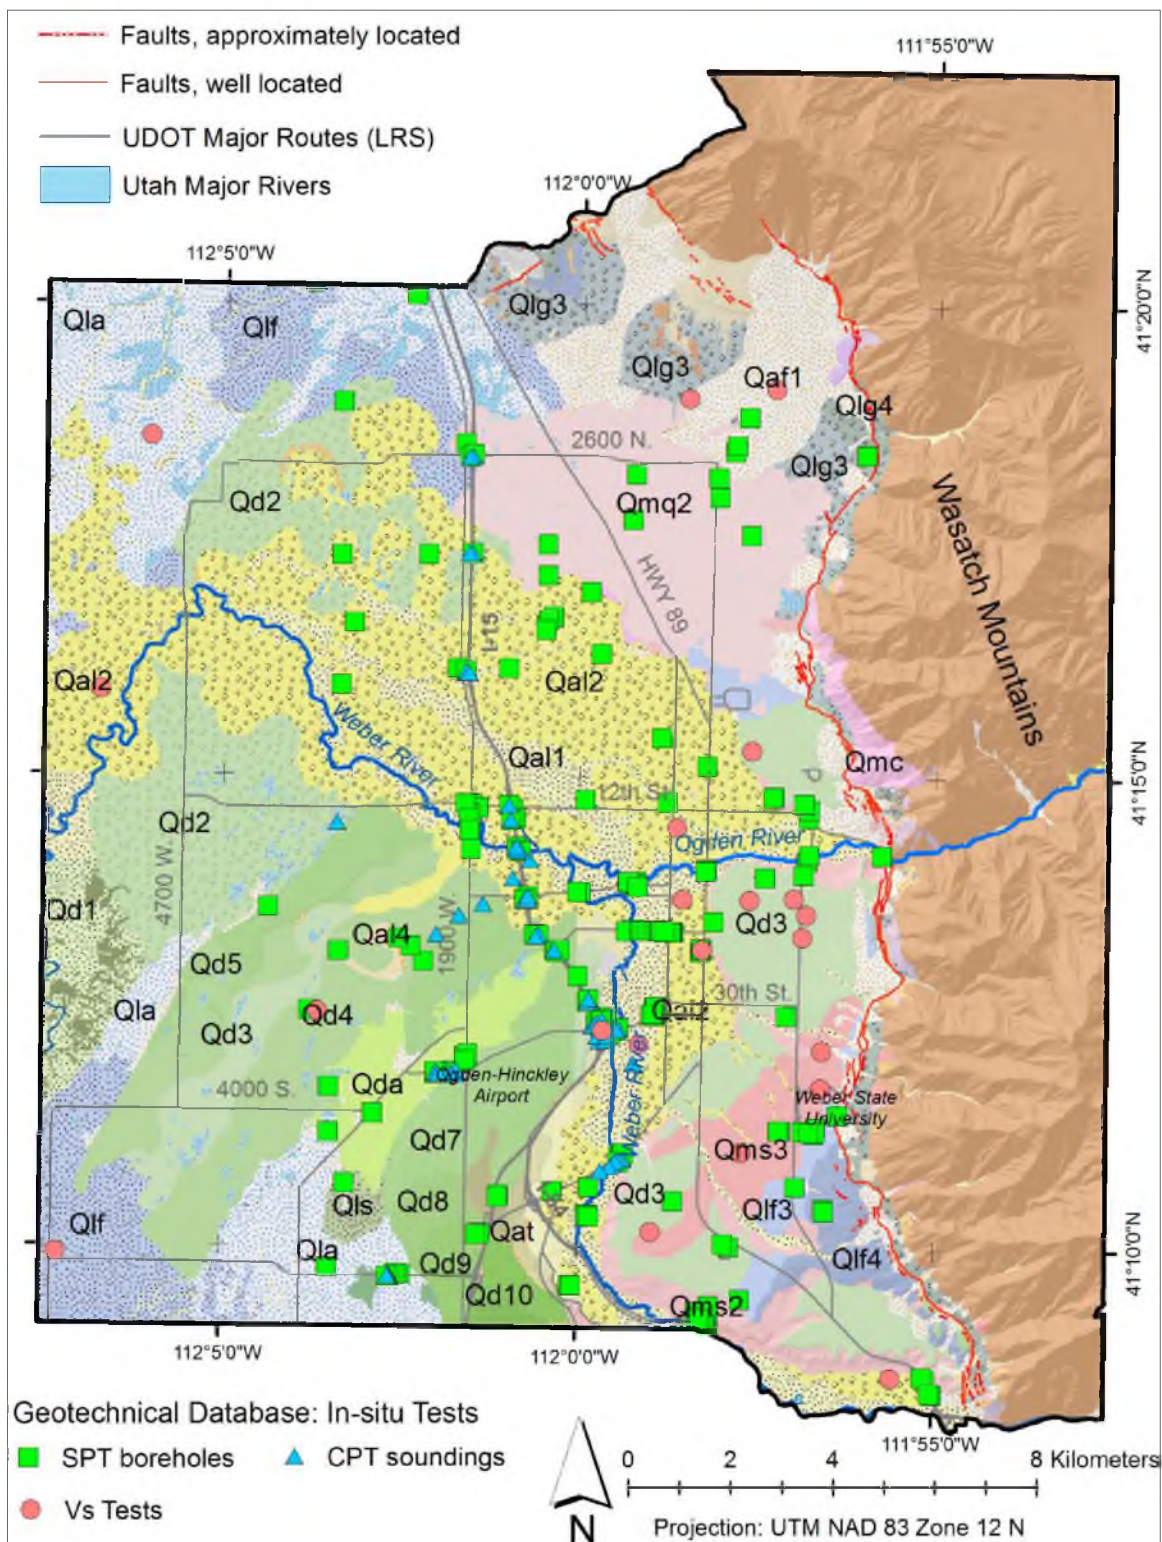 Faults, approximately located
111°55'0"W
Faults, well located
UDOT Major Routes (LRS)
Utah Major Rivers
112°0'0"W
112°5'0"W
41°20'0"N
Qla
Qlf
Qlg3
Qlg3
Qaf1
Qlg4
2600 N.
Qlg3
Qd2
Qmq2
Wasatch Mountains
HWY 89
I-15
Qal2
Qal2
Weber River
Qal1
Qmc
41°15'0"N
12th St.
Qd2
Ogden River
4700 W.
Qd1
1900 W.
Qal4
Qd3
Qd5
Qla
30th St.
Qd4
Qd3
Ogden-Hinckley
Airport
Weber River
4000 S.
Qda
Weber State
University
Qd7
Qms3
Qd8
Qd3
Qls
Qlf3
Qlf
Qat
Qla
Qlf4
41°10'0"N
Qd9
Qd10
Qms2
112°5'0"W
112°0'0"W
111°55'0"W
Geotechnical Database: In-situ Tests
SPT boreholes
CPT soundings
0 2 4 6 8 Kilometers
Vs Tests
N
Projection: UTM NAD 83 Zone 12 N